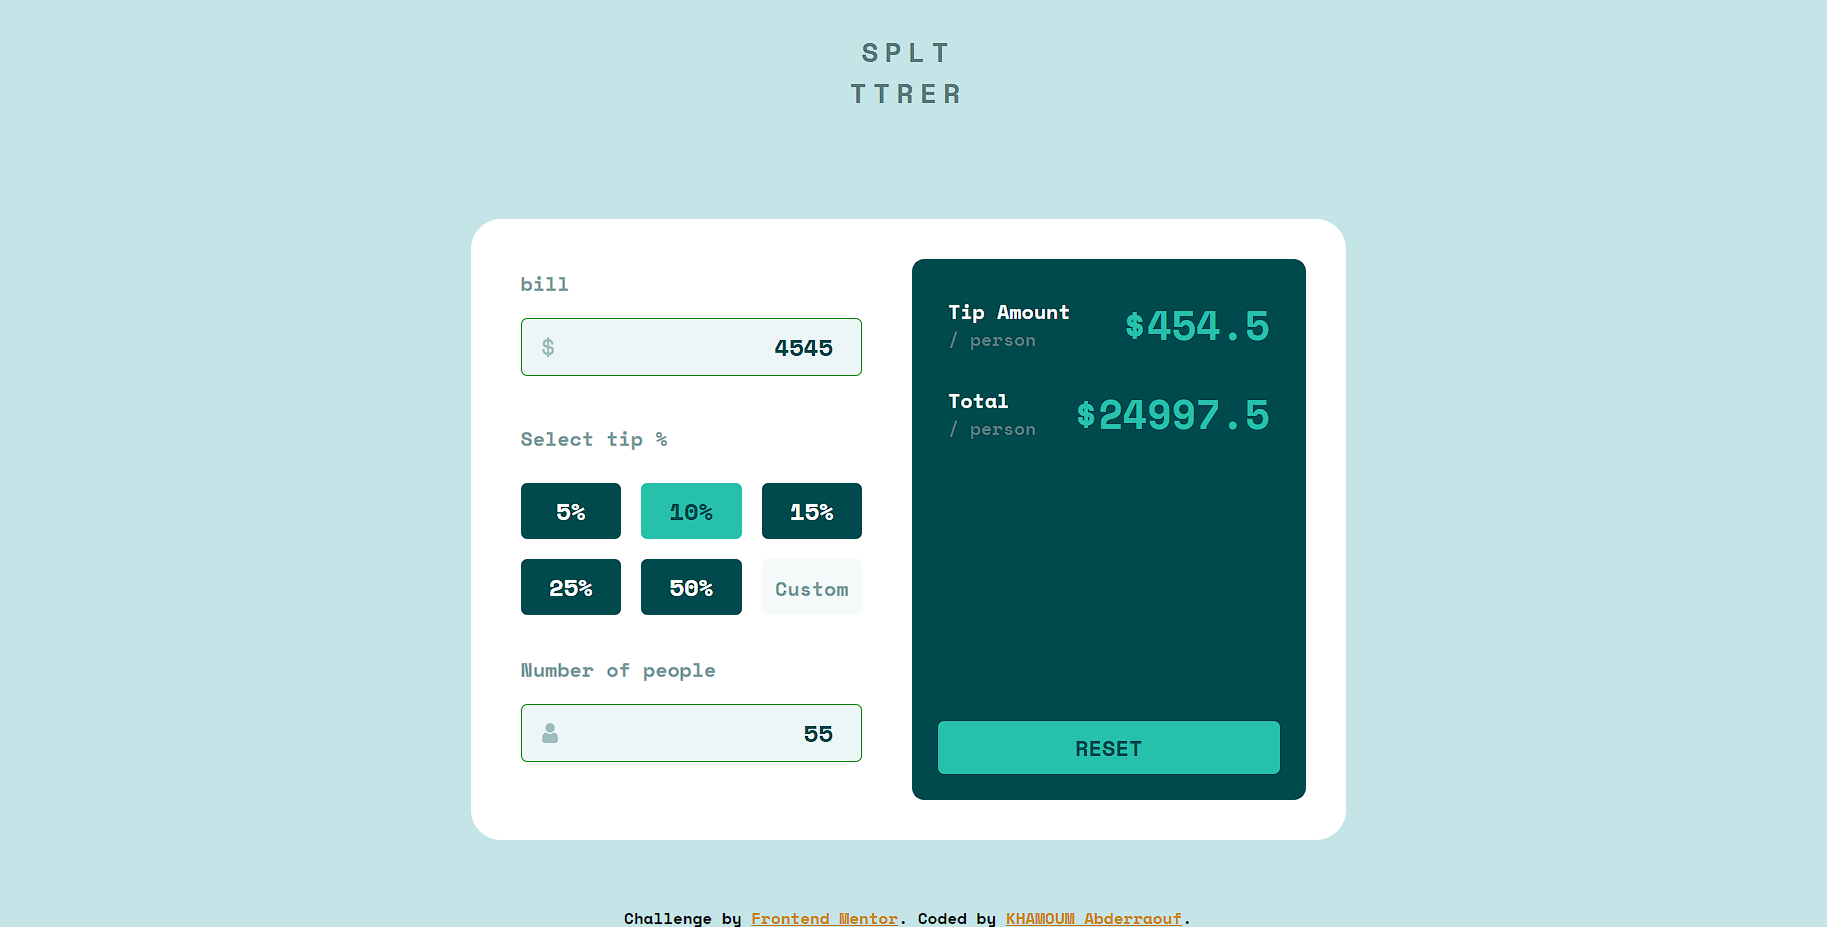 SPLT
TTRER
bill
$ 4545
Select tip %
5% 10% 15%
25% 50% Custom
Number of people
55
Tip Amount
/ person
$454.5
Total
/ person
$24997.5
RESET
Challenge by Frontend Mentor. Coded by KHAMOUM Abderraouf.